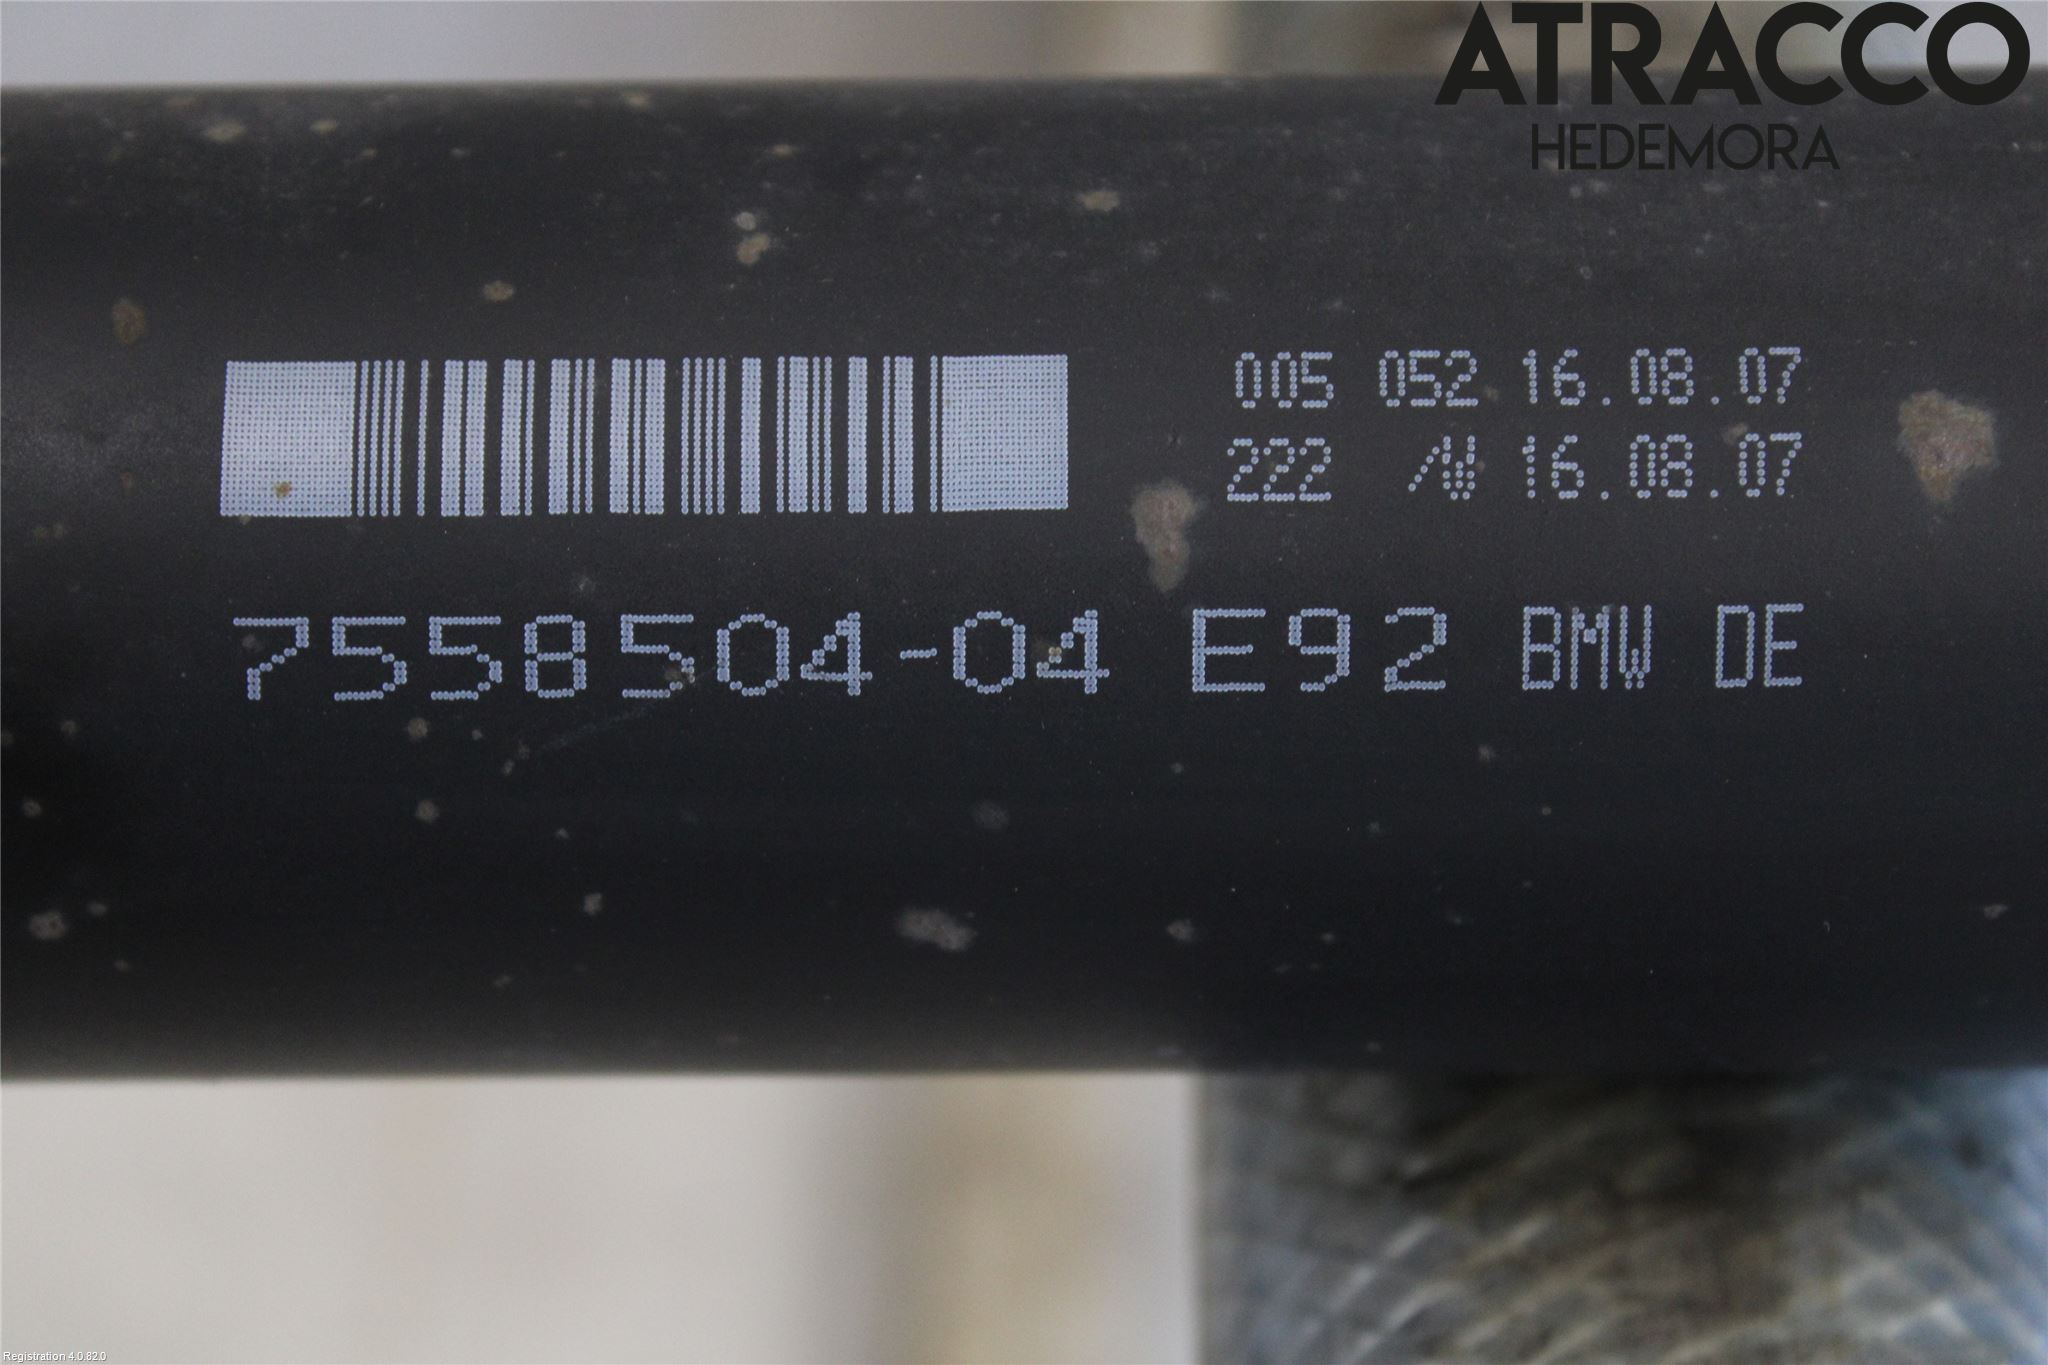 ATRACCO
HEDEMORA
005 052 16.08.07
222 /W 16.08.07
7558504-04 E92 BMW DE
Registration 4.0.82.0